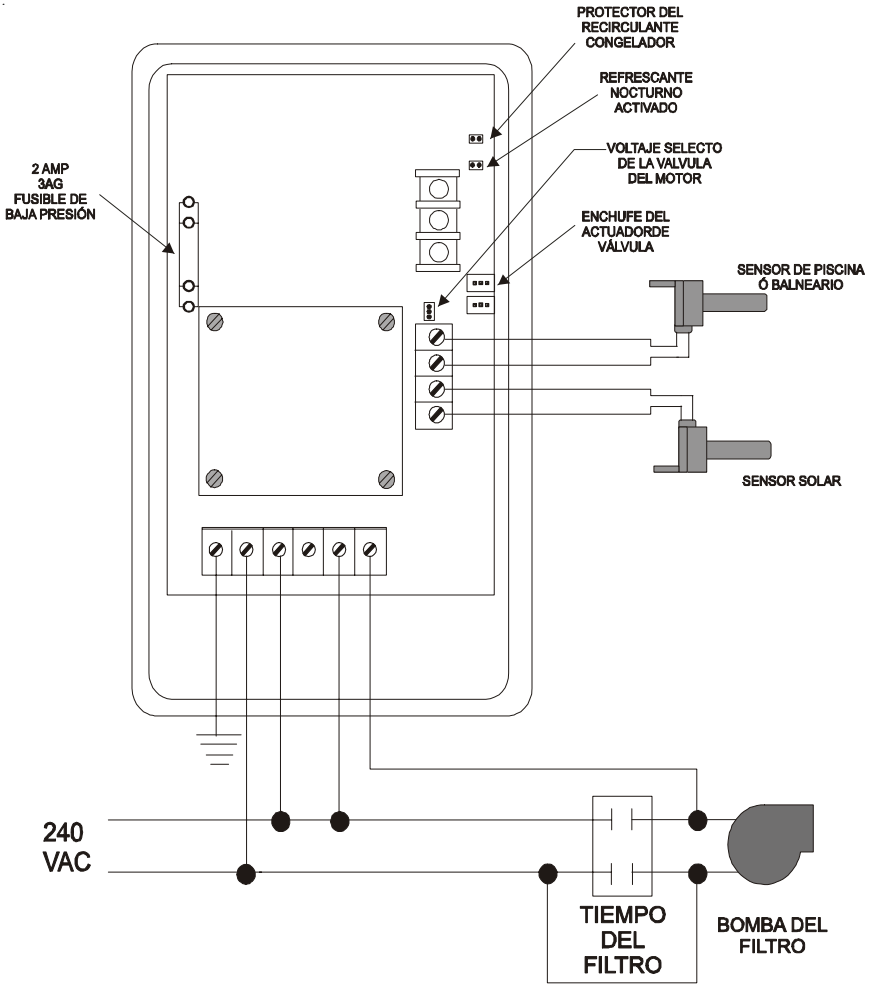 PROTECTOR DEL
RECIRCULANTE
CONGELADOR
REFRESCANTE
NOCTURNO
ACTIVADO
VOLTAJE SELECTO
DE LA VALVULA
DEL MOTOR
2 AMP
3AG
FUSIBLE DE
BAJA PRESIÓN
ENCHUFE DEL
ACTUADORDE
VÁLVULA
SENSOR DE PISCINA
Ó BALNEARIO
SENSOR SOLAR
240
VAC
TIEMPO
DEL
FILTRO
BOMBA DEL
FILTRO